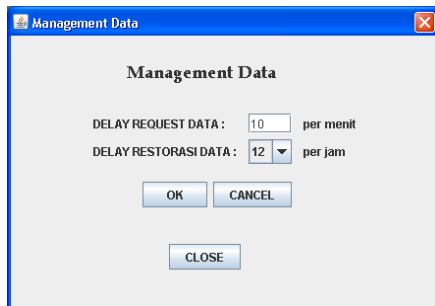 Management Data
Management Data
DELAY REQUEST DATA : 10 per menit
DELAY RESTORASI DATA : 12 per jam
OK CANCEL
CLOSE